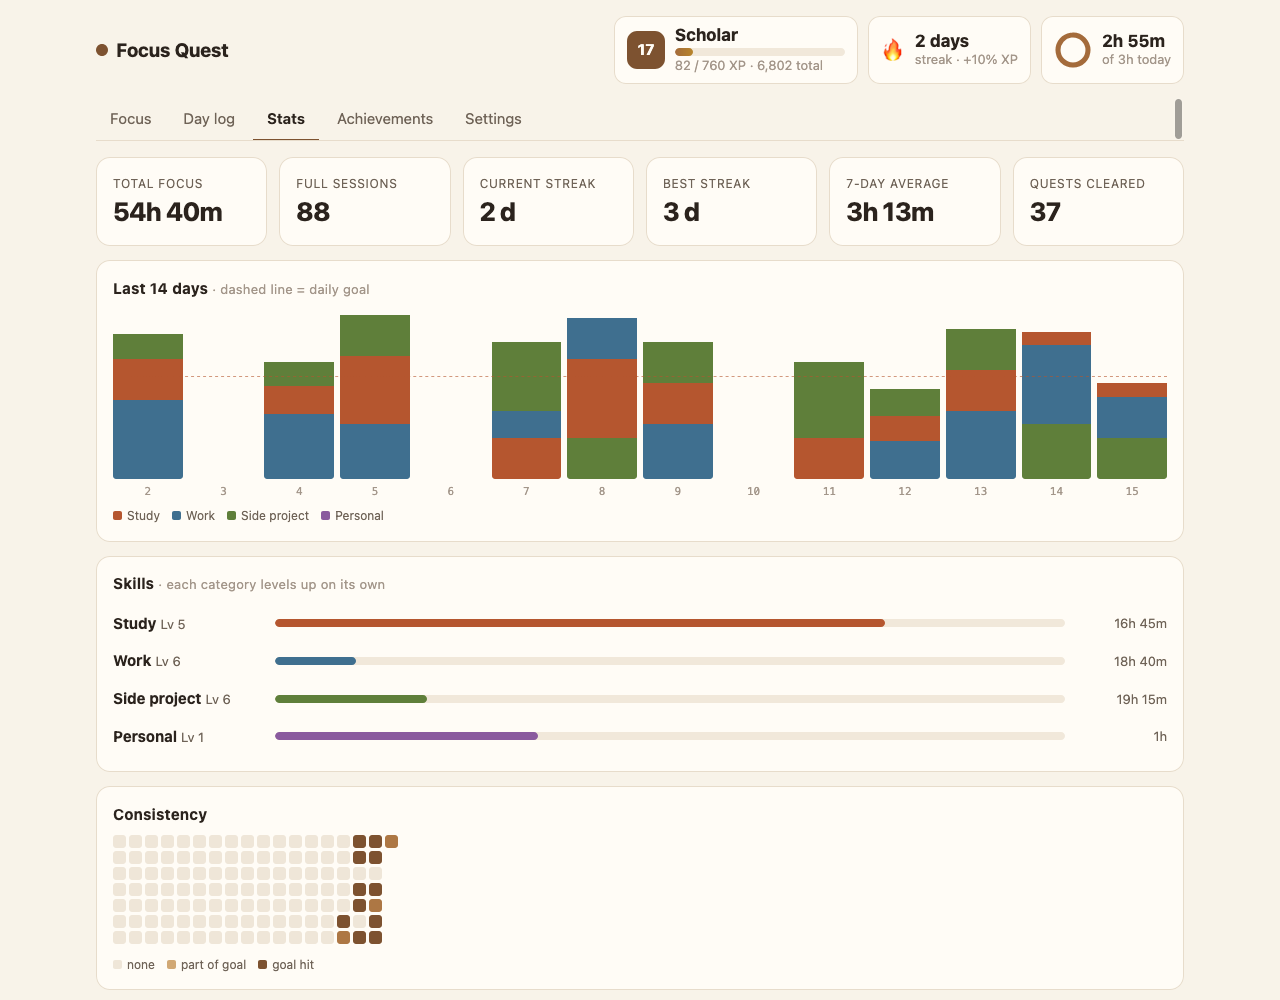 Focus Quest
17
Scholar
82 / 760 XP · 6,802 total
2 days
streak · +10% XP
2h 55m
of 3h today
Focus Day log Stats Achievements Settings
TOTAL FOCUS
54h 40m
FULL SESSIONS
88
CURRENT STREAK
2 d
BEST STREAK
3 d
7-DAY AVERAGE
3h 13m
QUESTS CLEARED
37
Last 14 days · dashed line = daily goal
2 3 4 5 6 7 8 9 10 11 12 13 14 15
Study Work Side project Personal
Skills · each category levels up on its own
Study Lv 5 16h 45m
Work Lv 6 18h 40m
Side project Lv 6 19h 15m
Personal Lv 1 1h
Consistency
none part of goal goal hit